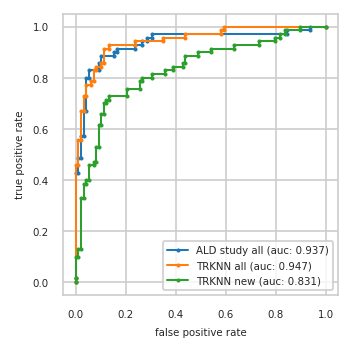 1.0
0.8
0.6
0.4
0.2
0.0
true positive rate
ALD study all (auc: 0.937)
TRKNN all (auc: 0.947)
TRKNN new (auc: 0.831)
0.0 0.2 0.4 0.6 0.8 1.0
false positive rate